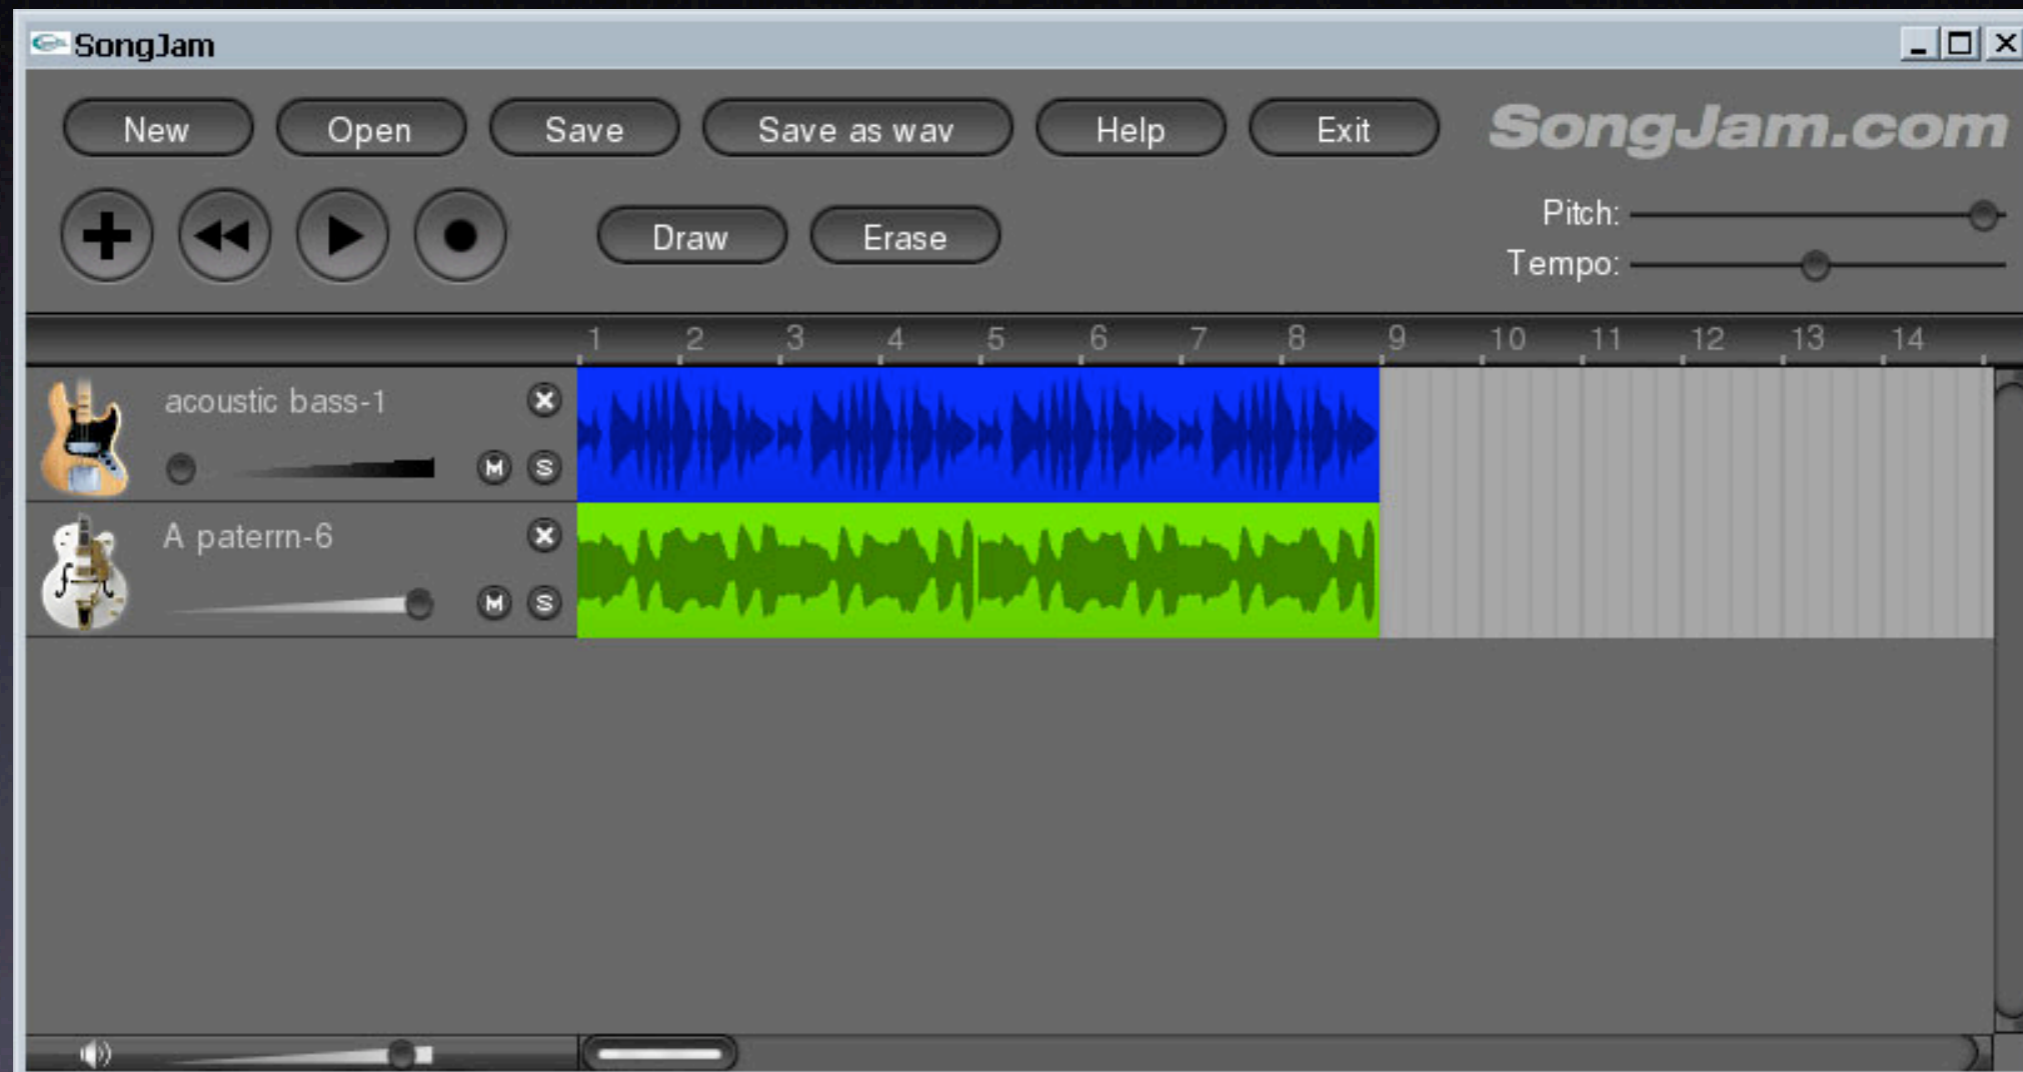 SongJam
New Open Save Save as wav Help Exit SongJam.com
Draw Erase Pitch:
Tempo:
1 2 3 4 5 6 7 8 9 10 11 12 13 14
acoustic bass-1
M S
A paterrn-6
M S